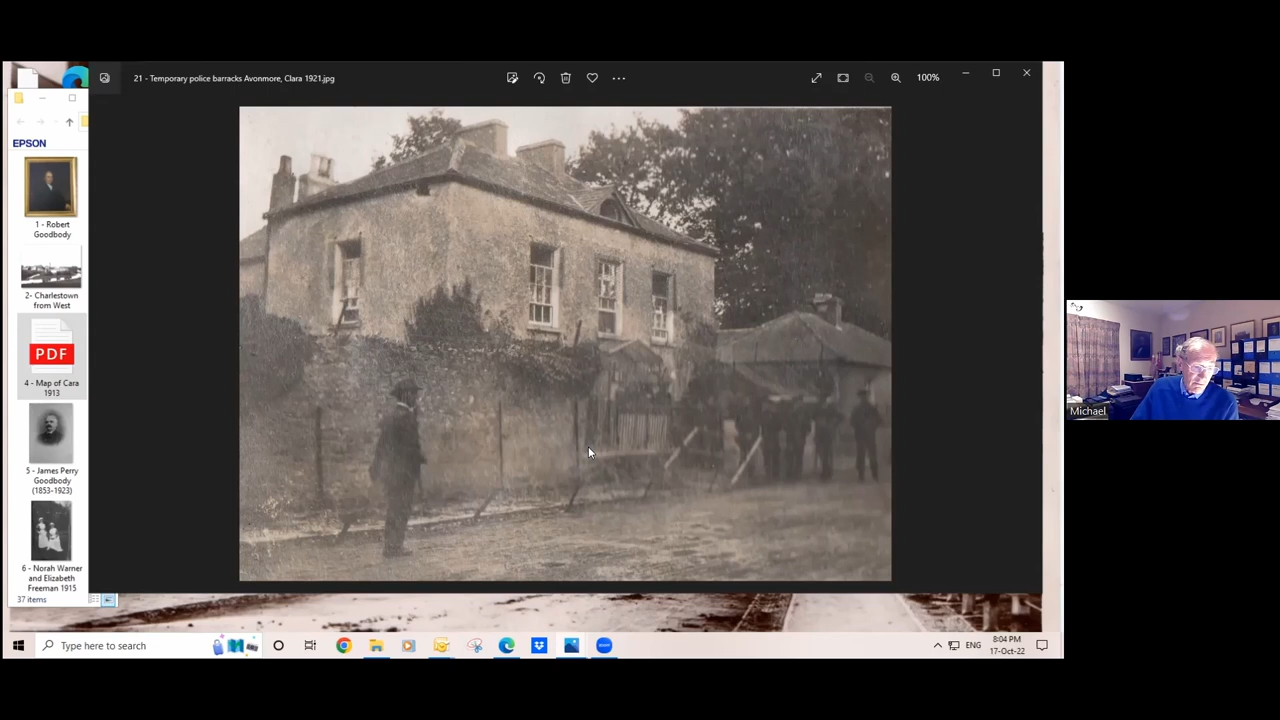 21 - Temporary police barracks Avonmore, Clara 1921.jpg
100%
EPSON
1 - Robert
Goodbody
2- Charlestown
from West
PDF
4 - Map of Cara
1913
5 - James Perry
Goodbody
(1853-1923)
6 - Norah Warner
and Elizabeth
Freeman 1915
37 items
Michael
Type here to search
ENG
8:04 PM
17-Oct-22